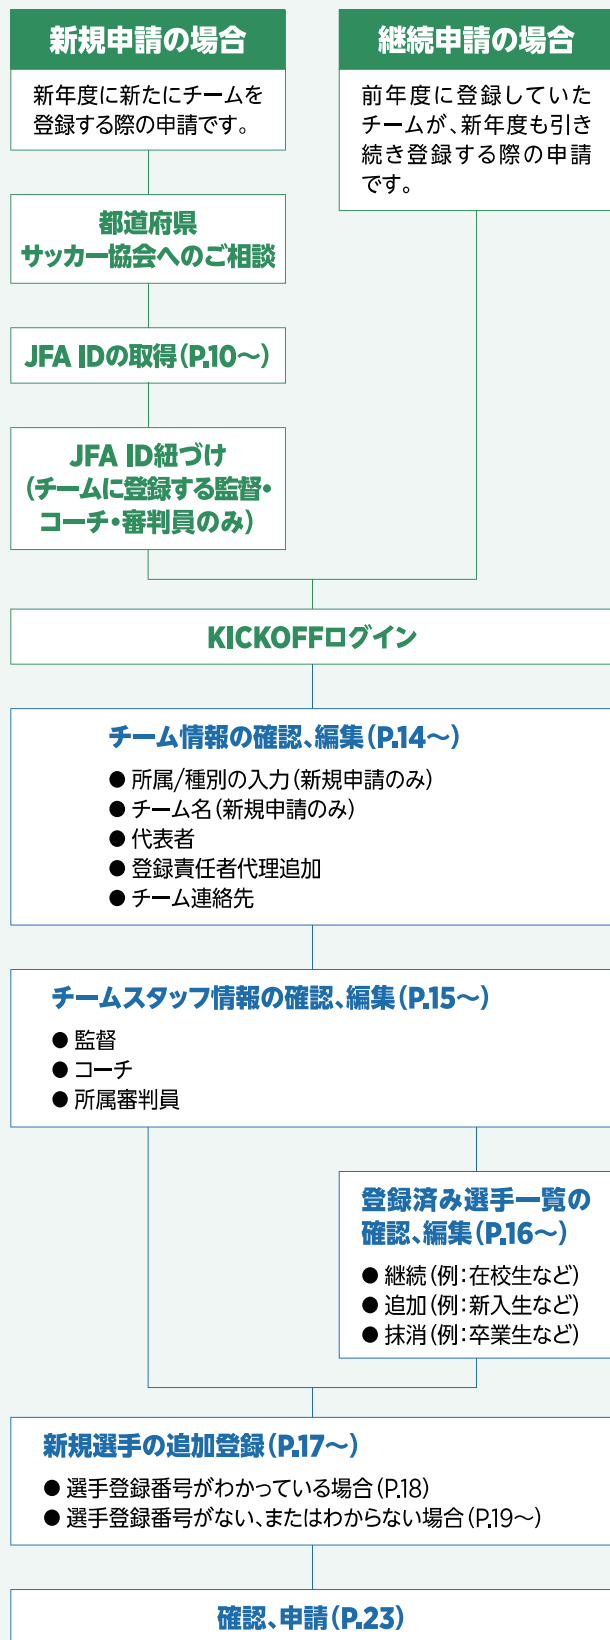 新規申請の場合
新年度に新たにチームを
登録する際の申請です。
継続申請の場合
前年度に登録していた
チームが、新年度も引き
続き登録する際の申請
です。
都道府県
サッカー協会へのご相談
JFA IDの取得(P.10〜)
JFA ID紐づけ
(チームに登録する監督・
コーチ・審判員のみ)
KICKOFFログイン
チーム情報の確認、編集(P.14〜)
● 所属/種別の入力(新規申請のみ)
● チーム名(新規申請のみ)
● 代表者
● 登録責任者代理追加
● チーム連絡先
チームスタッフ情報の確認、編集(P.15〜)
● 監督
● コーチ
● 所属審判員
登録済み選手一覧の
確認、編集(P.16〜)
● 継続(例:在校生など)
● 追加(例:新入生など)
● 抹消(例:卒業生など)
新規選手の追加登録(P.17〜)
● 選手登録番号がわかっている場合(P.18)
● 選手登録番号がない、またはわからない場合(P.19〜)
確認、申請(P.23)